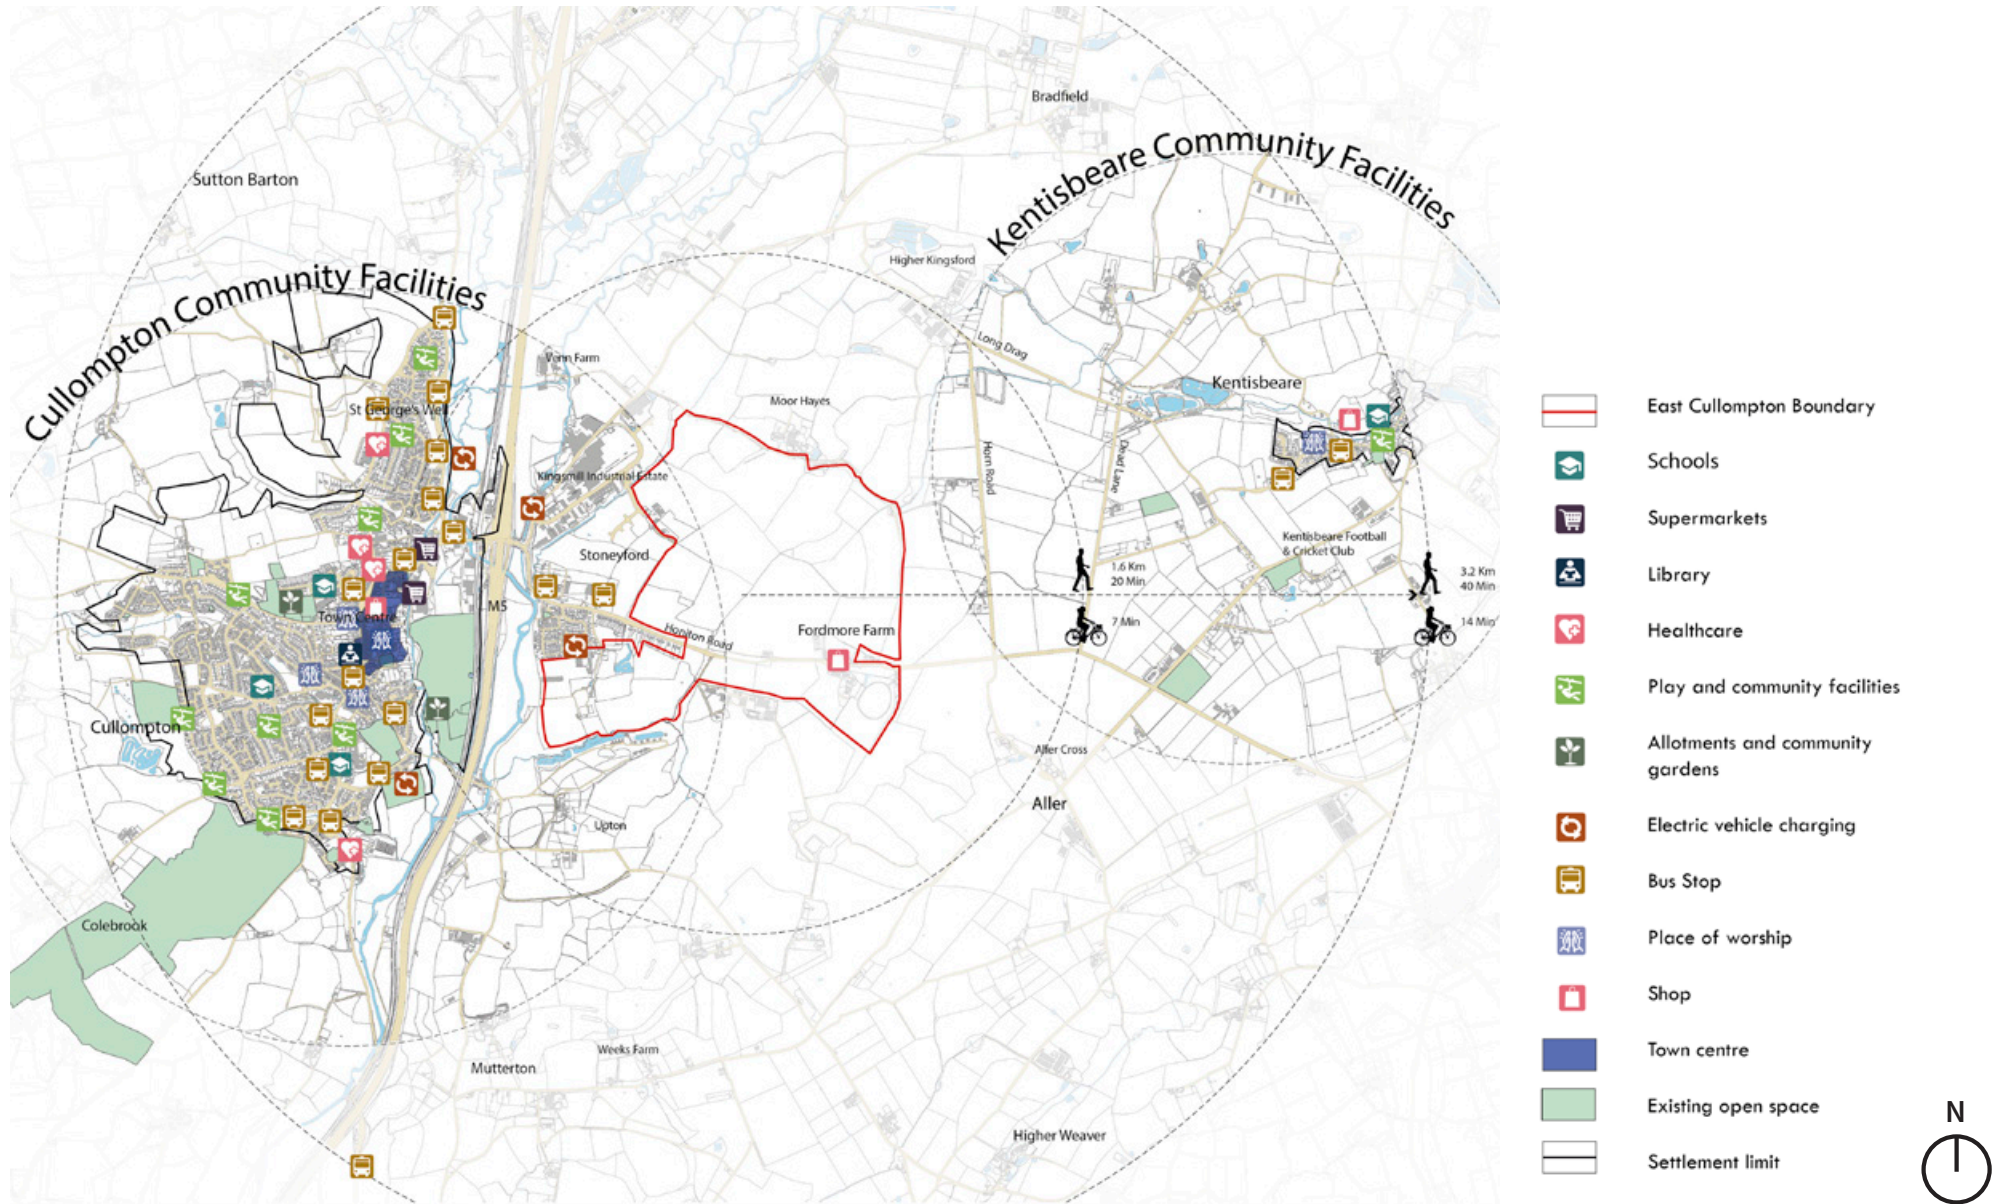 Bradfield
Kentisbeare Community Facilities
Sutton Barton
Higher Kingsford
Cullompton Community Facilities
Long Drag
Venn Farm
Kentisbeare
Moor Hayes
St George's Well
Horn Road
Dead Lane
Kingsmill Industrial Estate
Kentisbeare Football
& Cricket Club
Stoneyford
1.6 Km
20 Min
3.2 Km
40 Min
M5
Town Centre
7 Min
14 Min
Honiton Road
Fordmore Farm
Cullompton
Aller Cross
Aller
Upton
Colebrook
Weeks Farm
Mutterton
Higher Weaver
East Cullompton Boundary
Schools
Supermarkets
Library
Healthcare
Play and community facilities
Allotments and community
gardens
Electric vehicle charging
Bus Stop
Place of worship
Shop
Town centre
Existing open space
Settlement limit
N